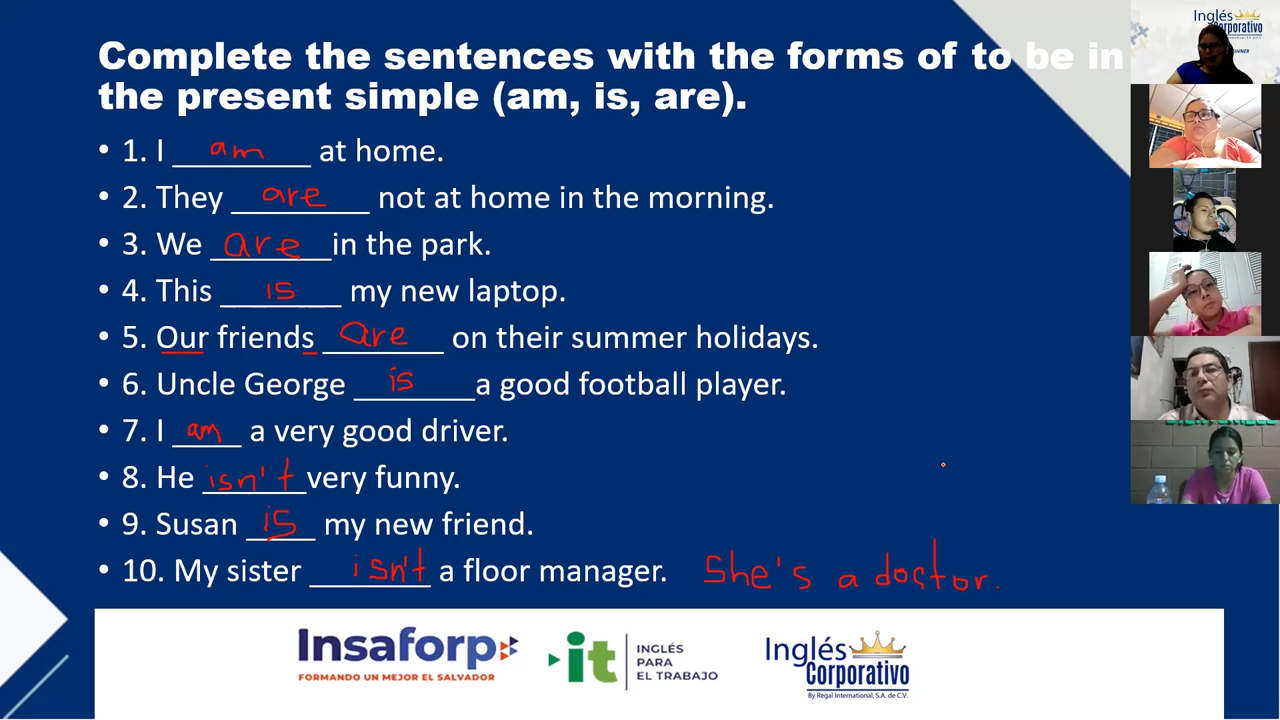 Complete the sentences with the forms of to be in
the present simple (am, is, are).
• 1. I am at home.
• 2. They are not at home in the morning.
• 3. We are in the park.
• 4. This is my new laptop.
• 5. Our friends are on their summer holidays.
• 6. Uncle George is a good football player.
• 7. I am a very good driver.
• 8. He isn't very funny.
• 9. Susan is my new friend.
• 10. My sister isn't a floor manager. She's a doctor.
Insaforp
FORMANDO UN MEJOR EL SALVADOR
it
INGLÉS
PARA
EL TRABAJO
Inglés
Corporativo
By Regal International, S.A. de C.V.
Inglés
Corporativo